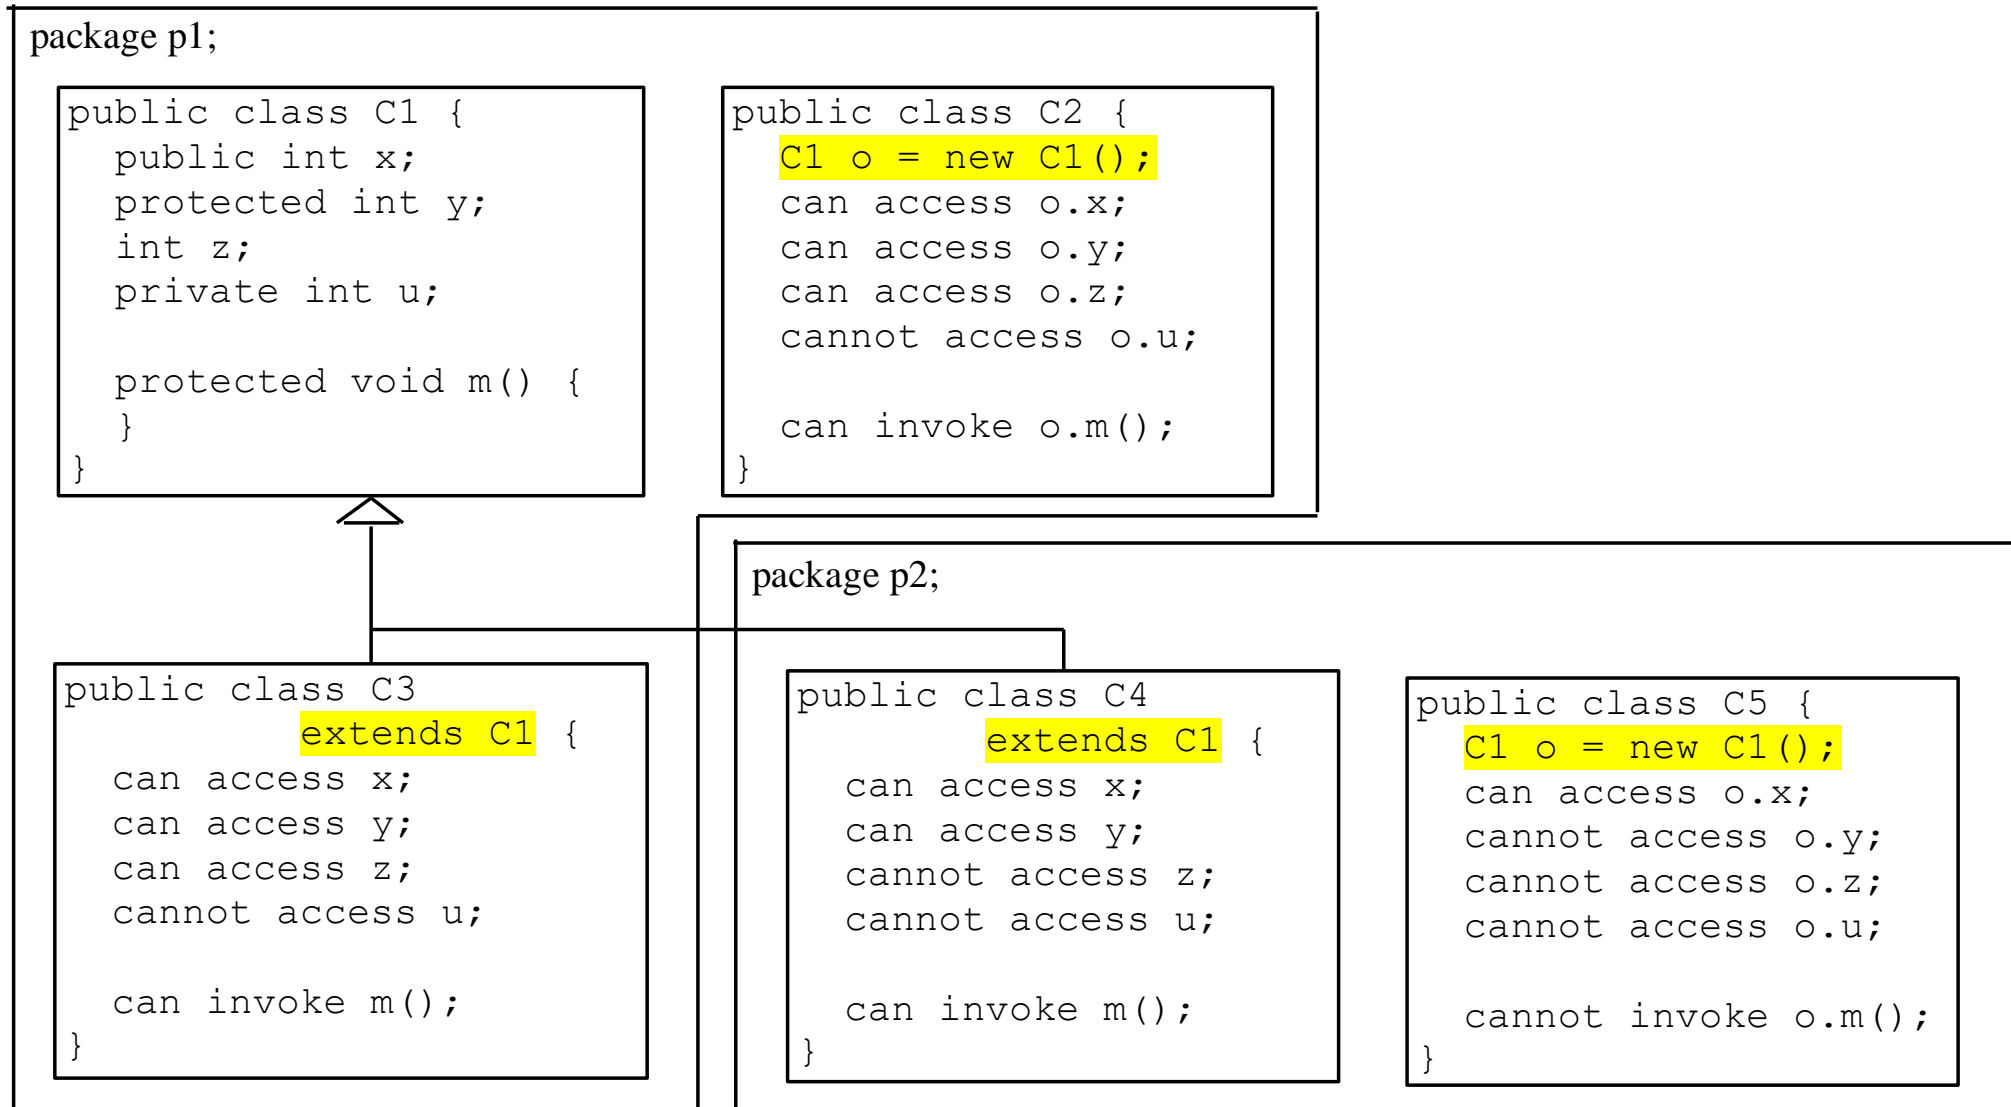 package p1;
public class C1 {
public int x;
protected int y;
int z;
private int u;
protected void m() {
}
}
public class C2 {
C1 o = new C1();
can access o.x;
can access o.y;
can access o.z;
cannot access o.u;
can invoke o.m();
}
public class C3
extends C1 {
can access x;
can access y;
can access z;
cannot access u;
can invoke m();
}
package p2;
public class C4
extends C1 {
can access x;
can access y;
cannot access z;
cannot access u;
can invoke m();
}
public class C5 {
C1 o = new C1();
can access o.x;
cannot access o.y;
cannot access o.z;
cannot access o.u;
cannot invoke o.m();
}